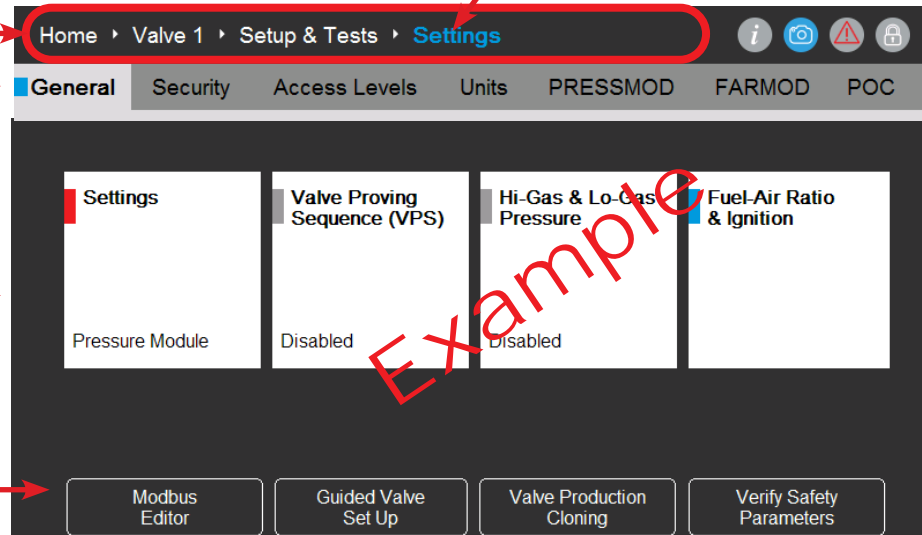 Home ‣ Valve 1 ‣ Setup & Tests ‣ Settings
i
General Security Access Levels Units PRESSMOD FARMOD POC
Settings
Pressure Module
Valve Proving
Sequence (VPS)
Disabled
Hi-Gas & Lo-Gas
Pressure
Disabled
Fuel-Air Ratio
& Ignition
Example
Modbus
Editor
Guided Valve
Set Up
Valve Production
Cloning
Verify Safety
Parameters